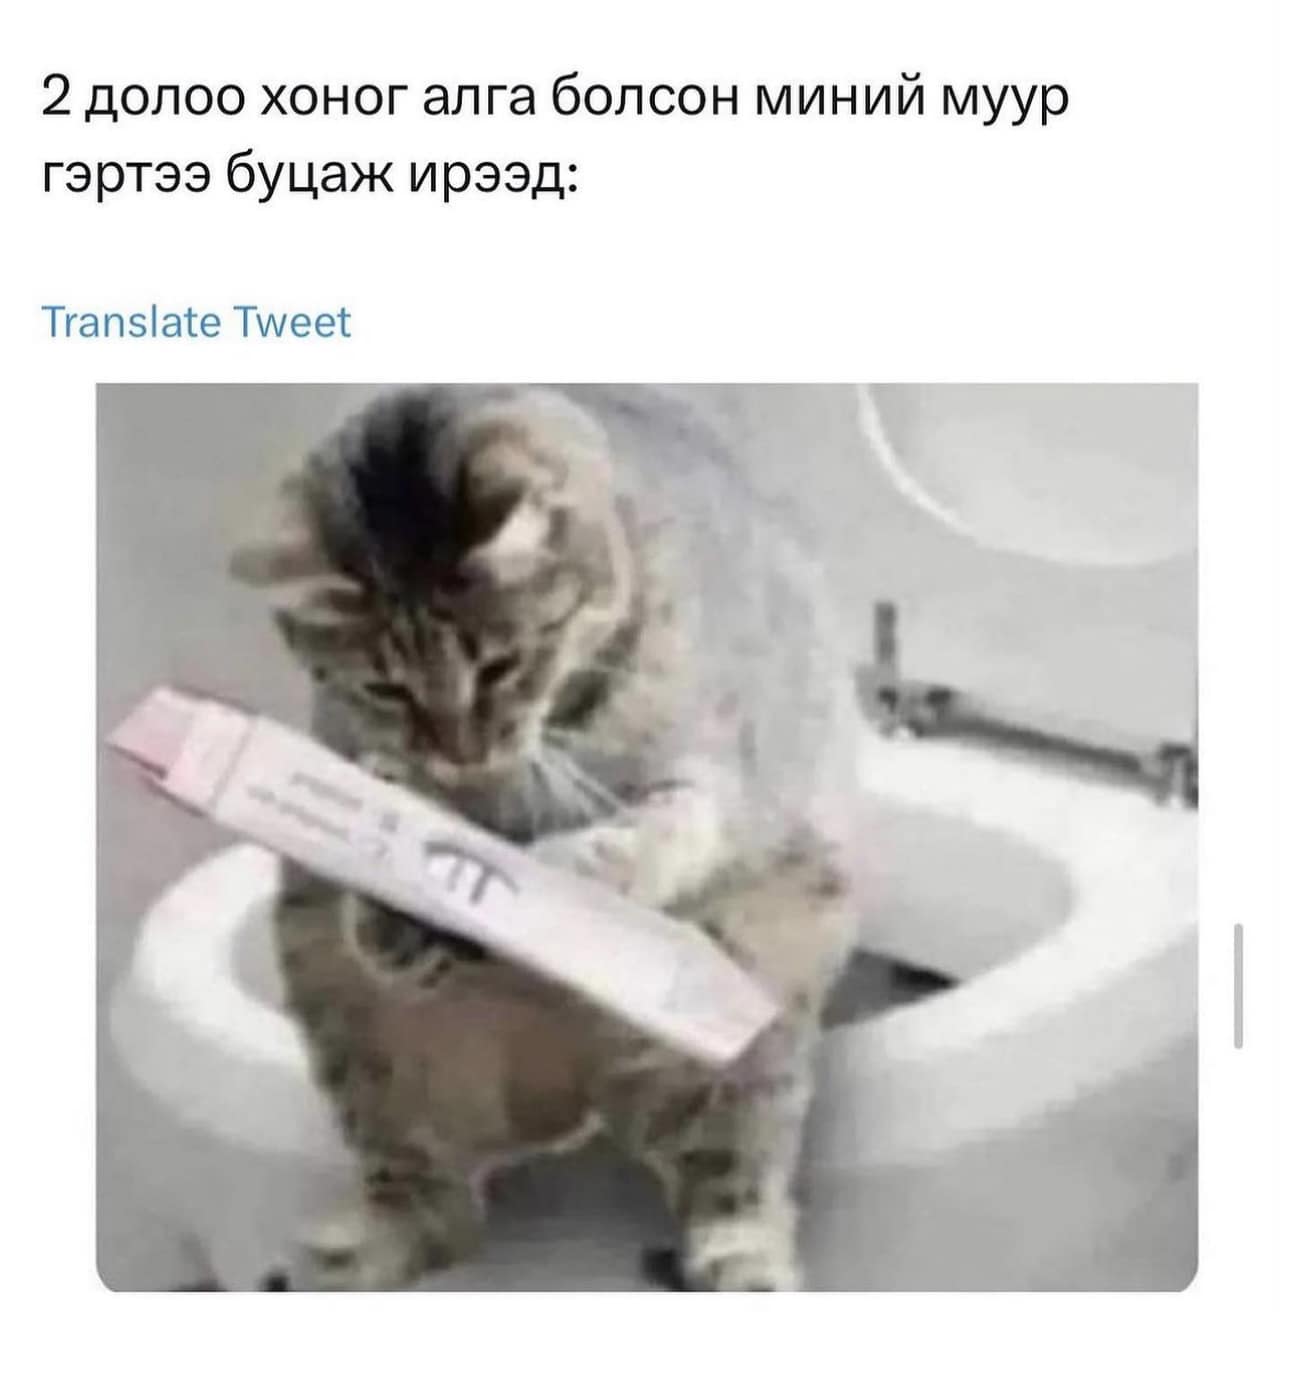 2 долоо хоног алга болсон миний муур
гэртээ буцаж ирээд:
Translate Tweet